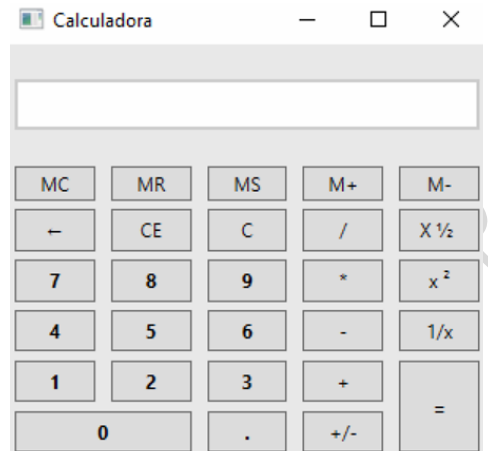 Calculadora
MC MR MS M+ M-
← CE C / X ½
7 8 9 * x ²
4 5 6 - 1/x
1 2 3 +
0 . +/- =